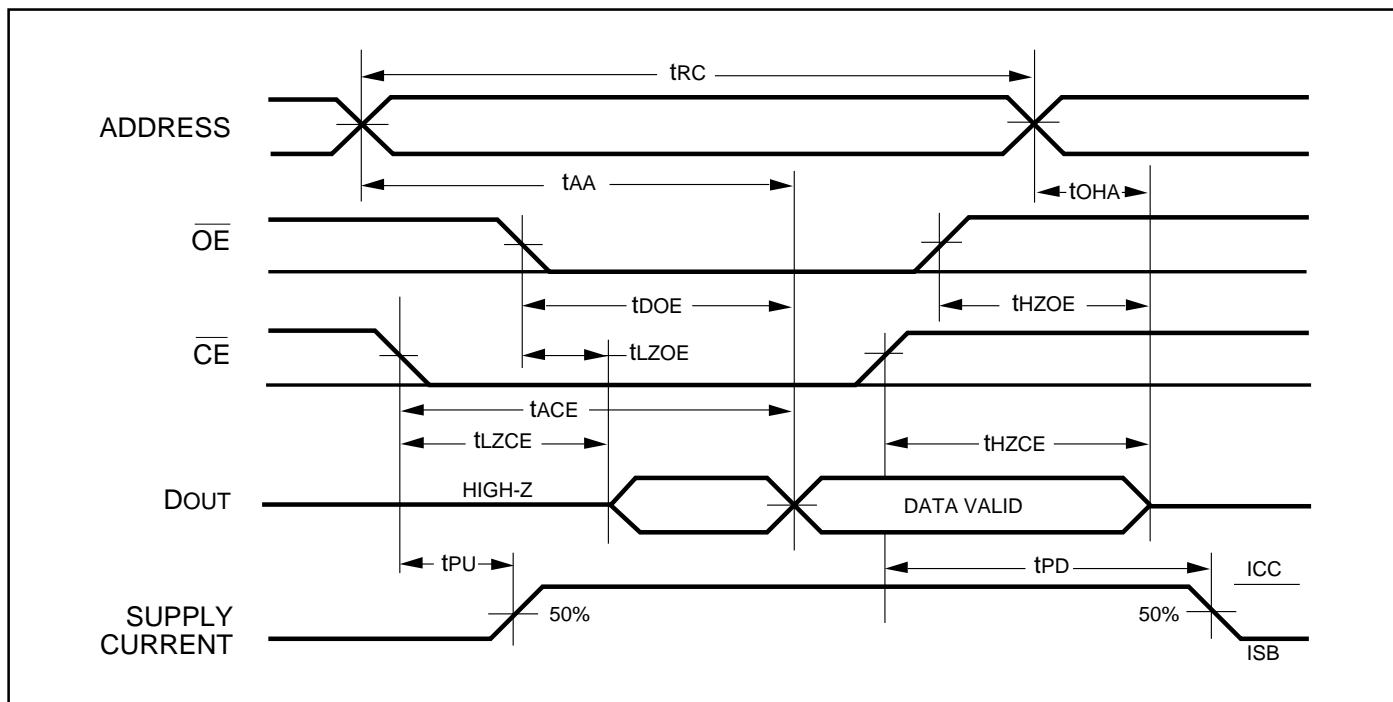 tRC
ADDRESS
tAA
tOHA
OE
tDOE
tHZOE
CE
tLZOE
tACE
tLZCE
tHZCE
DOUT
HIGH-Z
DATA VALID
tPU
tPD
ICC
SUPPLY
CURRENT
50%
50%
ISB